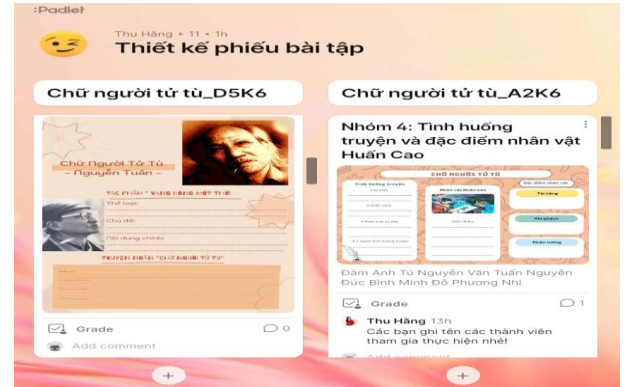 :Padlet
Thu Hằng + 11 • 1h
Thiết kế phiếu bài tập
Chữ người tử tù_D5K6
Chữ Người Tử Tù
– Nguyễn Tuân –
TÁC PHẨM " VANG BÓNG MỘT THỜI
Thể loại
Chủ đề
Nội dung chính
TRUYỆN NGẮN "CHỮ NGƯỜI TỬ TÙ"
Grade
0
Add comment
Chữ người tử tù_A2K6
Nhóm 4: Tình huống
truyện và đặc điểm nhân vật
Huấn Cao
CHỮ NGƯỜI TỬ TÙ
Tình huống truyện
Nhân vật Huấn Cao
Đặc điểm nhân vật
Tài năng
Khí phách
Thiên lương
Đàm Anh Tú Nguyễn Văn Tuấn Nguyễn
Đức Bình Minh Đỗ Phương Nhi
Grade
1
Thu Hằng 13h
Các bạn ghi tên các thành viên
tham gia thực hiện nhé!
Add comment